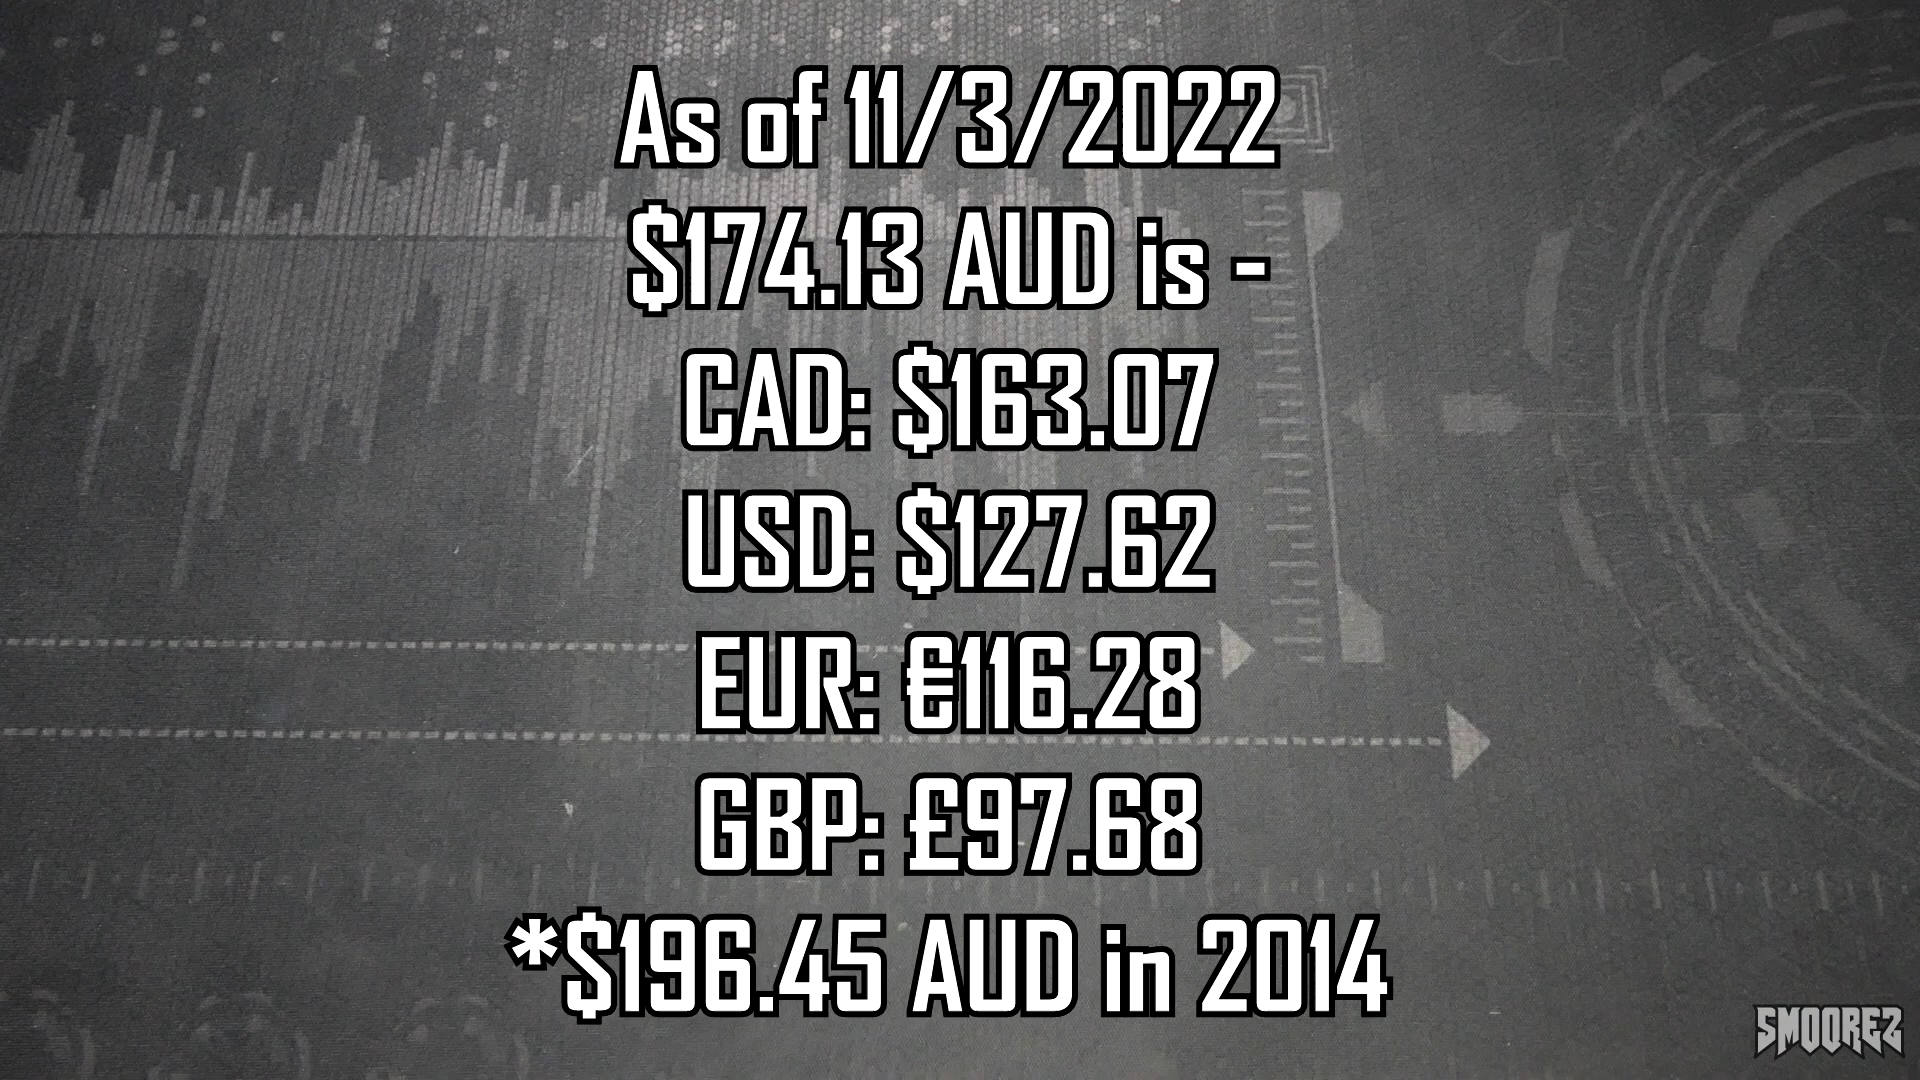 As of 11/3/2022
$174.13 AUD is -
CAD: $163.07
USD: $127.62
EUR: €116.28
GBP: £97.68
*$196.45 AUD in 2014
SMOOREZ